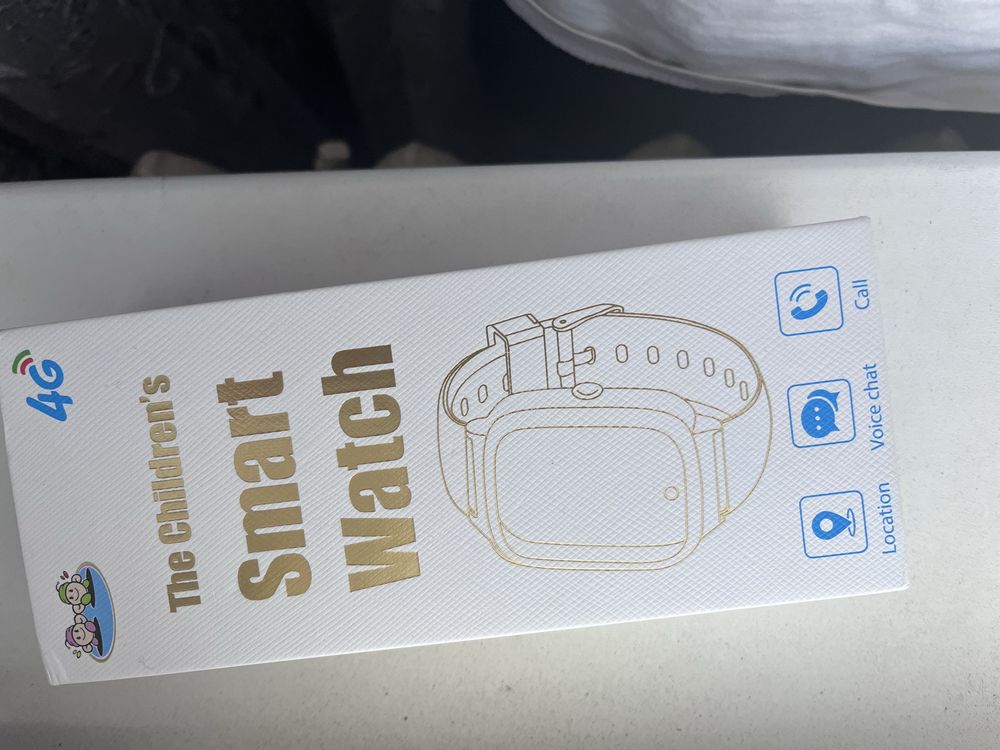 4G
The Children's
Smart
Watch
Location
Voice chat
Call